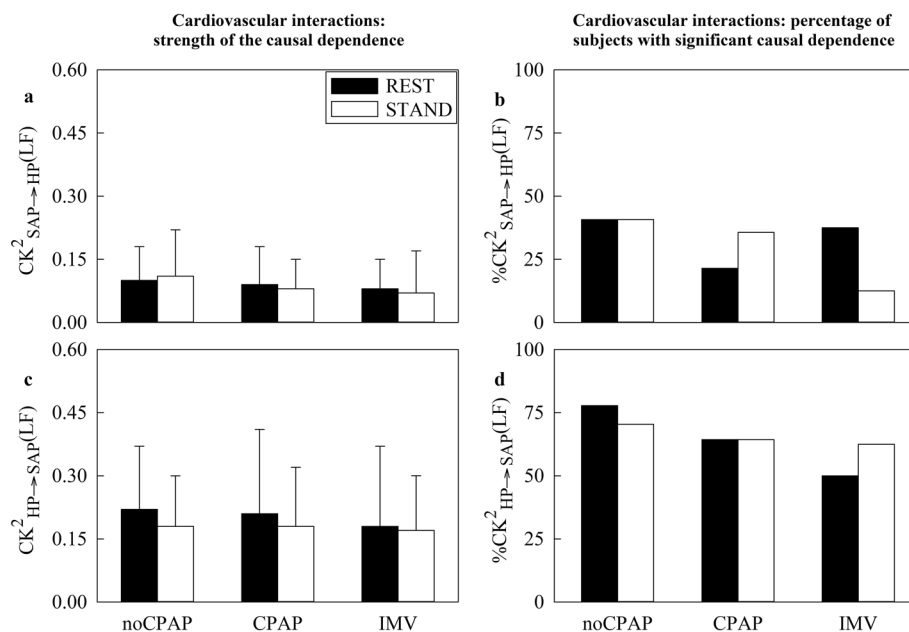 Cardiovascular interactions:
strength of the causal dependence
Cardiovascular interactions: percentage of
subjects with significant causal dependence
a
CK²SAP→HP(LF)
0.60
0.45
0.30
0.15
0.00
REST
STAND
b
%CK²SAP→HP(LF)
100
75
50
25
0
c
CK²HP→SAP(LF)
0.60
0.45
0.30
0.15
0.00
noCPAP
CPAP
IMV
d
%CK²HP→SAP(LF)
100
75
50
25
0
noCPAP
CPAP
IMV